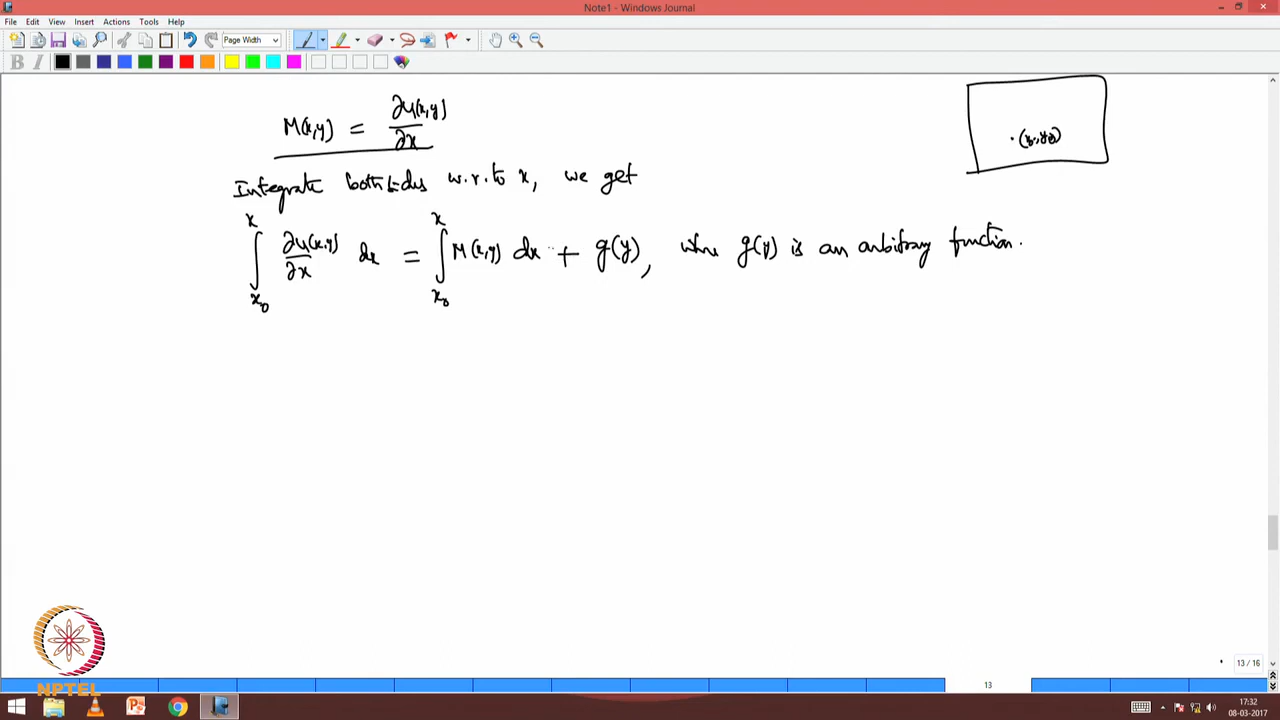 Note1 - Windows Journal
File Edit View Insert Actions Tools Help
Page Width
M(x,y) = ∂u(x,y)/∂x
(x₀,y₀)
Integrate both sides w.r.to x, we get
∫_{x₀}^{x} ∂u(x,y)/∂x dx = ∫_{x₀}^{x} M(x,y) dx + g(y), where g(y) is an arbitrary function.
13 / 16
NPTEL
13
17:32
08-03-2017